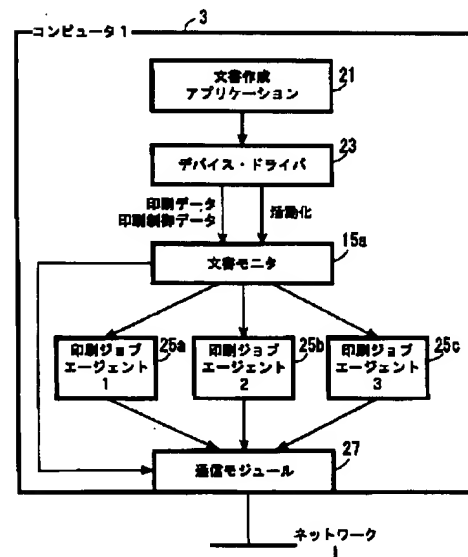 コンピュータ1
3
文書作成
アプリケーション
21
デバイス・ドライバ
23
印刷データ
印刷制御データ
活動化
文書モニタ
15a
印刷ジョブ
エージェント
1
25a
印刷ジョブ
エージェント
2
25b
印刷ジョブ
エージェント
3
25c
通信モジュール
27
ネットワーク
1